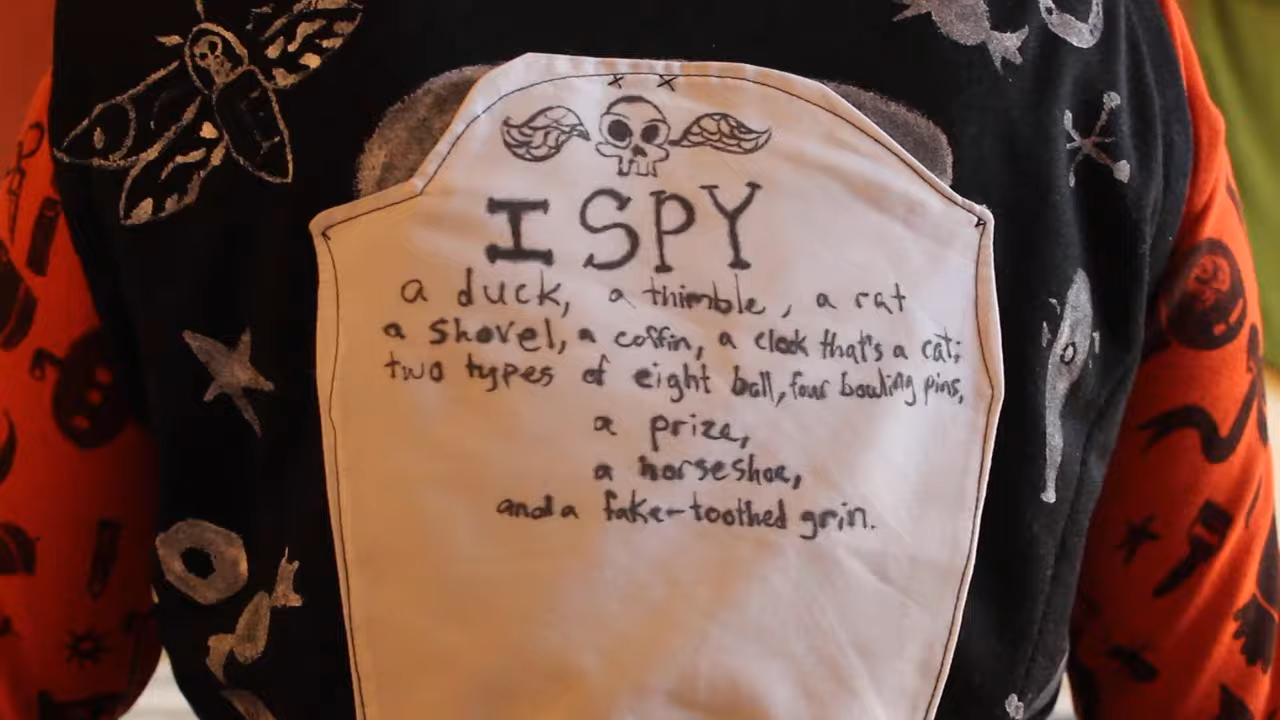 I SPY
a duck, a thimble, a rat
a shovel, a coffin, a clock that's a cat;
two types of eight ball, four bowling pins,
a prize,
a horseshoe,
and a fake-toothed grin.